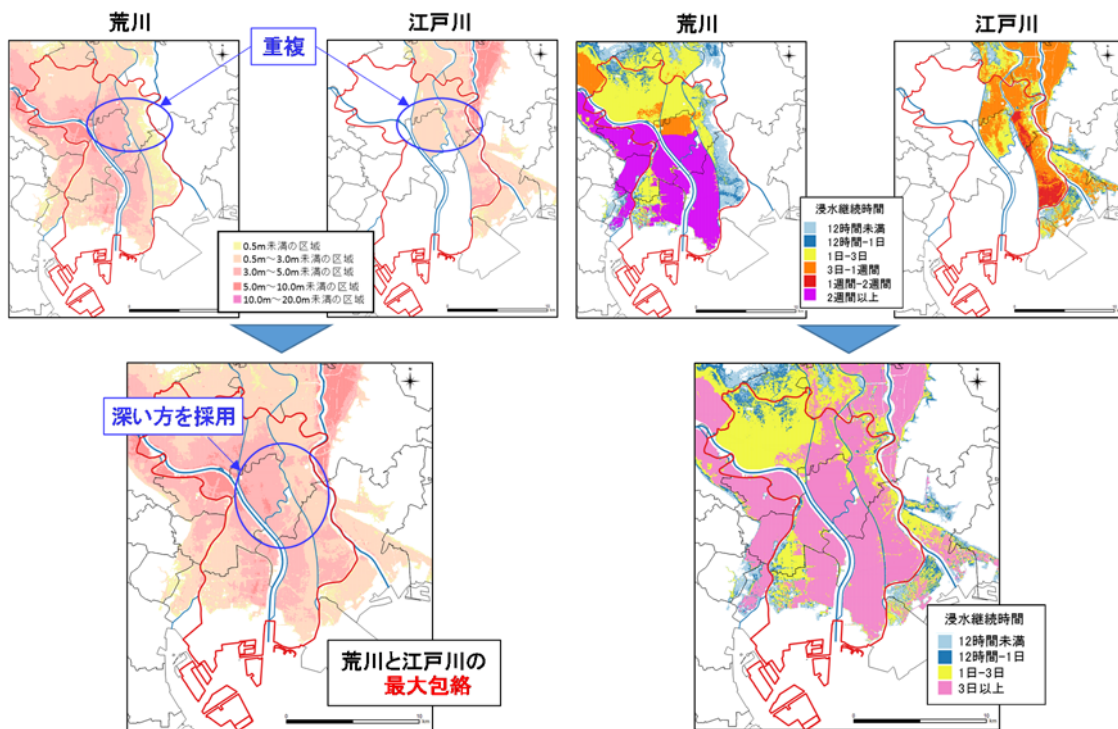 荒川
江戸川
重複
0.5m未満の区域
0.5m～3.0m未満の区域
3.0m～5.0m未満の区域
5.0m～10.0m未満の区域
10.0m～20.0m未満の区域
荒川
江戸川
浸水継続時間
12時間未満
12時間-1日
1日-3日
3日-1週間
1週間-2週間
2週間以上
深い方を採用
荒川と江戸川の
最大包絡
0
10
km
浸水継続時間
12時間未満
12時間-1日
1日-3日
3日以上
0
10
km